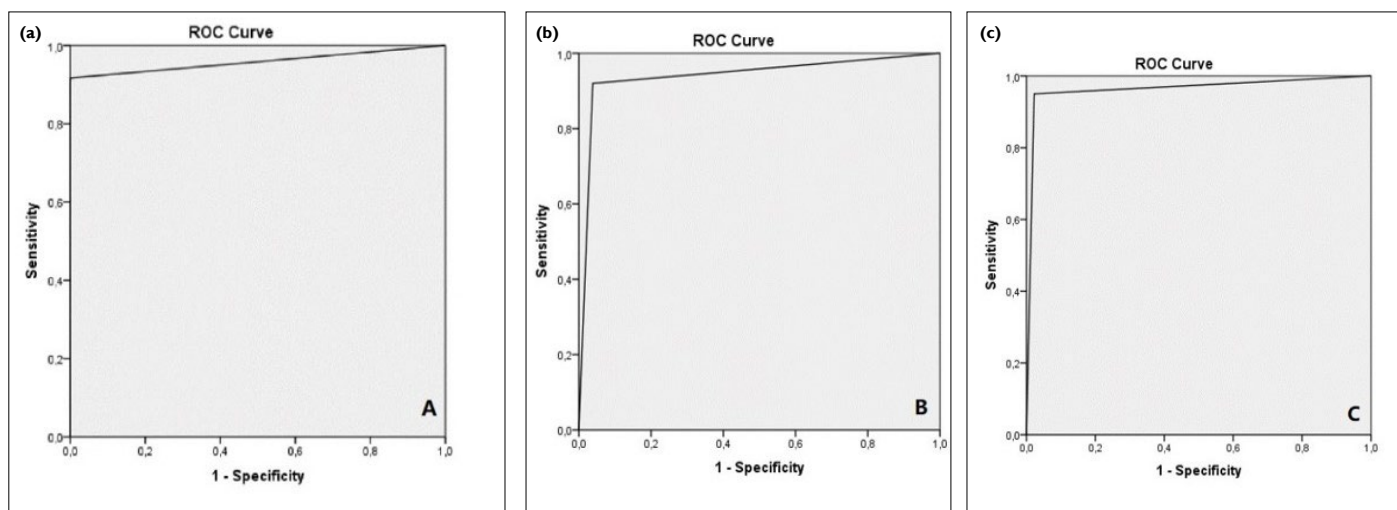 (a)
ROC Curve
1,0
0,8
0,6
0,4
0,2
0,0
Sensitivity
0,0 0,2 0,4 0,6 0,8 1,0
1 - Specificity
A
(b)
ROC Curve
1,0
0,8
0,6
0,4
0,2
0,0
Sensitivity
0,0 0,2 0,4 0,6 0,8 1,0
1 - Specificity
B
(c)
ROC Curve
1,0
0,8
0,6
0,4
0,2
0,0
Sensitivity
0,0 0,2 0,4 0,6 0,8 1,0
1 - Specificity
C